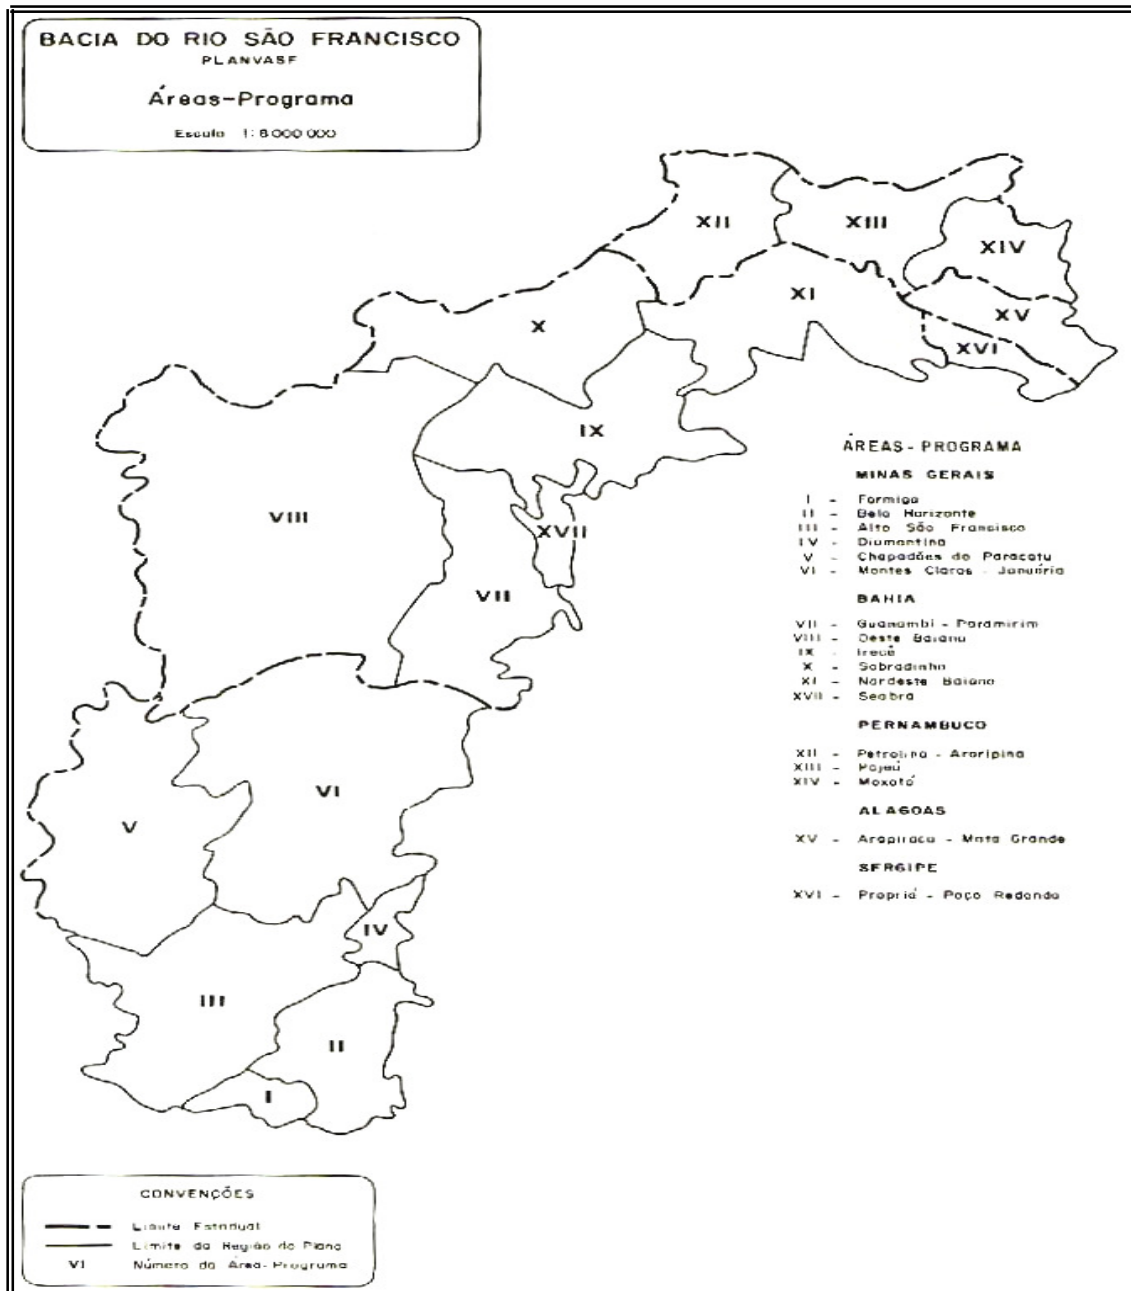 BACIA DO RIO SÃO FRANCISCO
PLANVASF
Áreas-Programa
Escala 1:8 000 000
XII
XIII
XIV
XI
XV
X
XVI
IX
VIII
XVII
VII
VI
V
IV
III
II
I
ÁREAS-PROGRAMA
MINAS GERAIS
I - Formiga
II - Belo Horizonte
III - Alto São Francisco
IV - Diamantina
V - Chapadões do Paracatu
VI - Montes Claros - Januária
BAHIA
VII - Guanambi - Paramirim
VIII - Oeste Baiano
IX - Irecê
X - Sobradinho
XI - Nordeste Baiano
XVII - Seabra
PERNAMBUCO
XII - Petrolina - Araripina
XIII - Pajeú
XIV - Moxotó
ALAGOAS
XV - Arapiraca - Mata Grande
SERGIPE
XVI - Propriá - Poço Redondo
CONVENÇÕES
Limite Estadual
Limite da Região do Plano
VI Número da Área-Programa